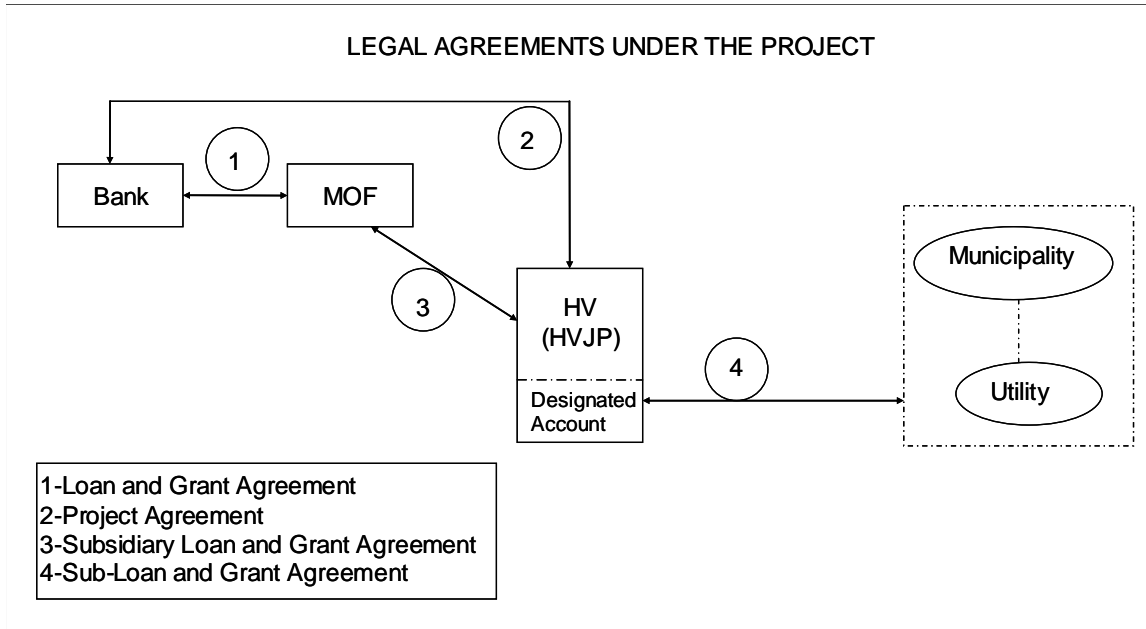 LEGAL AGREEMENTS UNDER THE PROJECT
1
2
Bank
MOF
3
HV
(HVJP)
Designated
Account
4
Municipality
Utility
1-Loan and Grant Agreement
2-Project Agreement
3-Subsidiary Loan and Grant Agreement
4-Sub-Loan and Grant Agreement